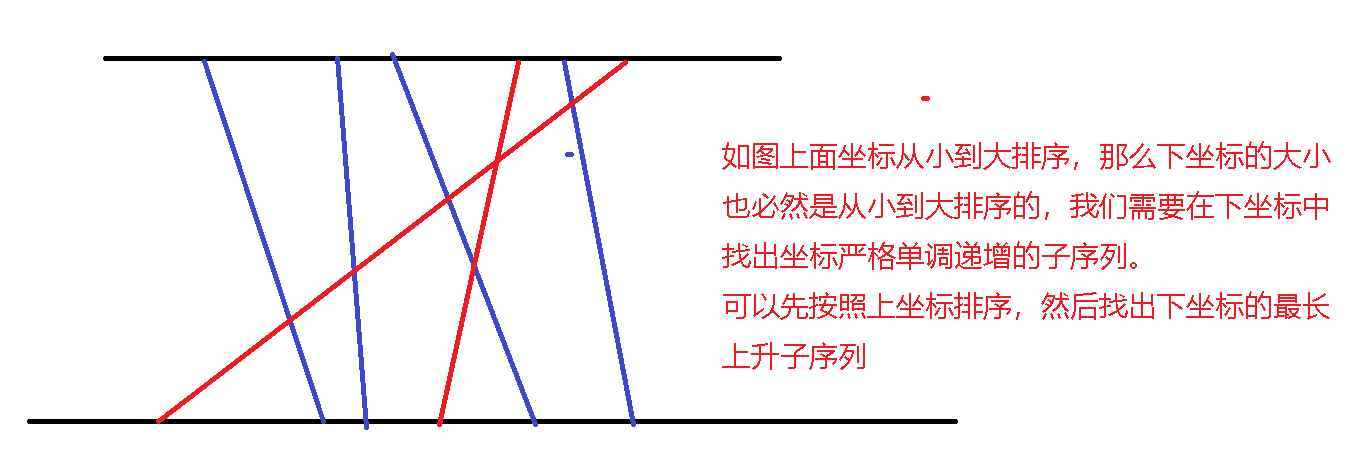 如图上面坐标从小到大排序，那么下坐标的大小
也必然是从小到大排序的，我们需要在下坐标中
找出坐标严格单调递增的子序列。
可以先按照上坐标排序，然后找出下坐标的最长
上升子序列